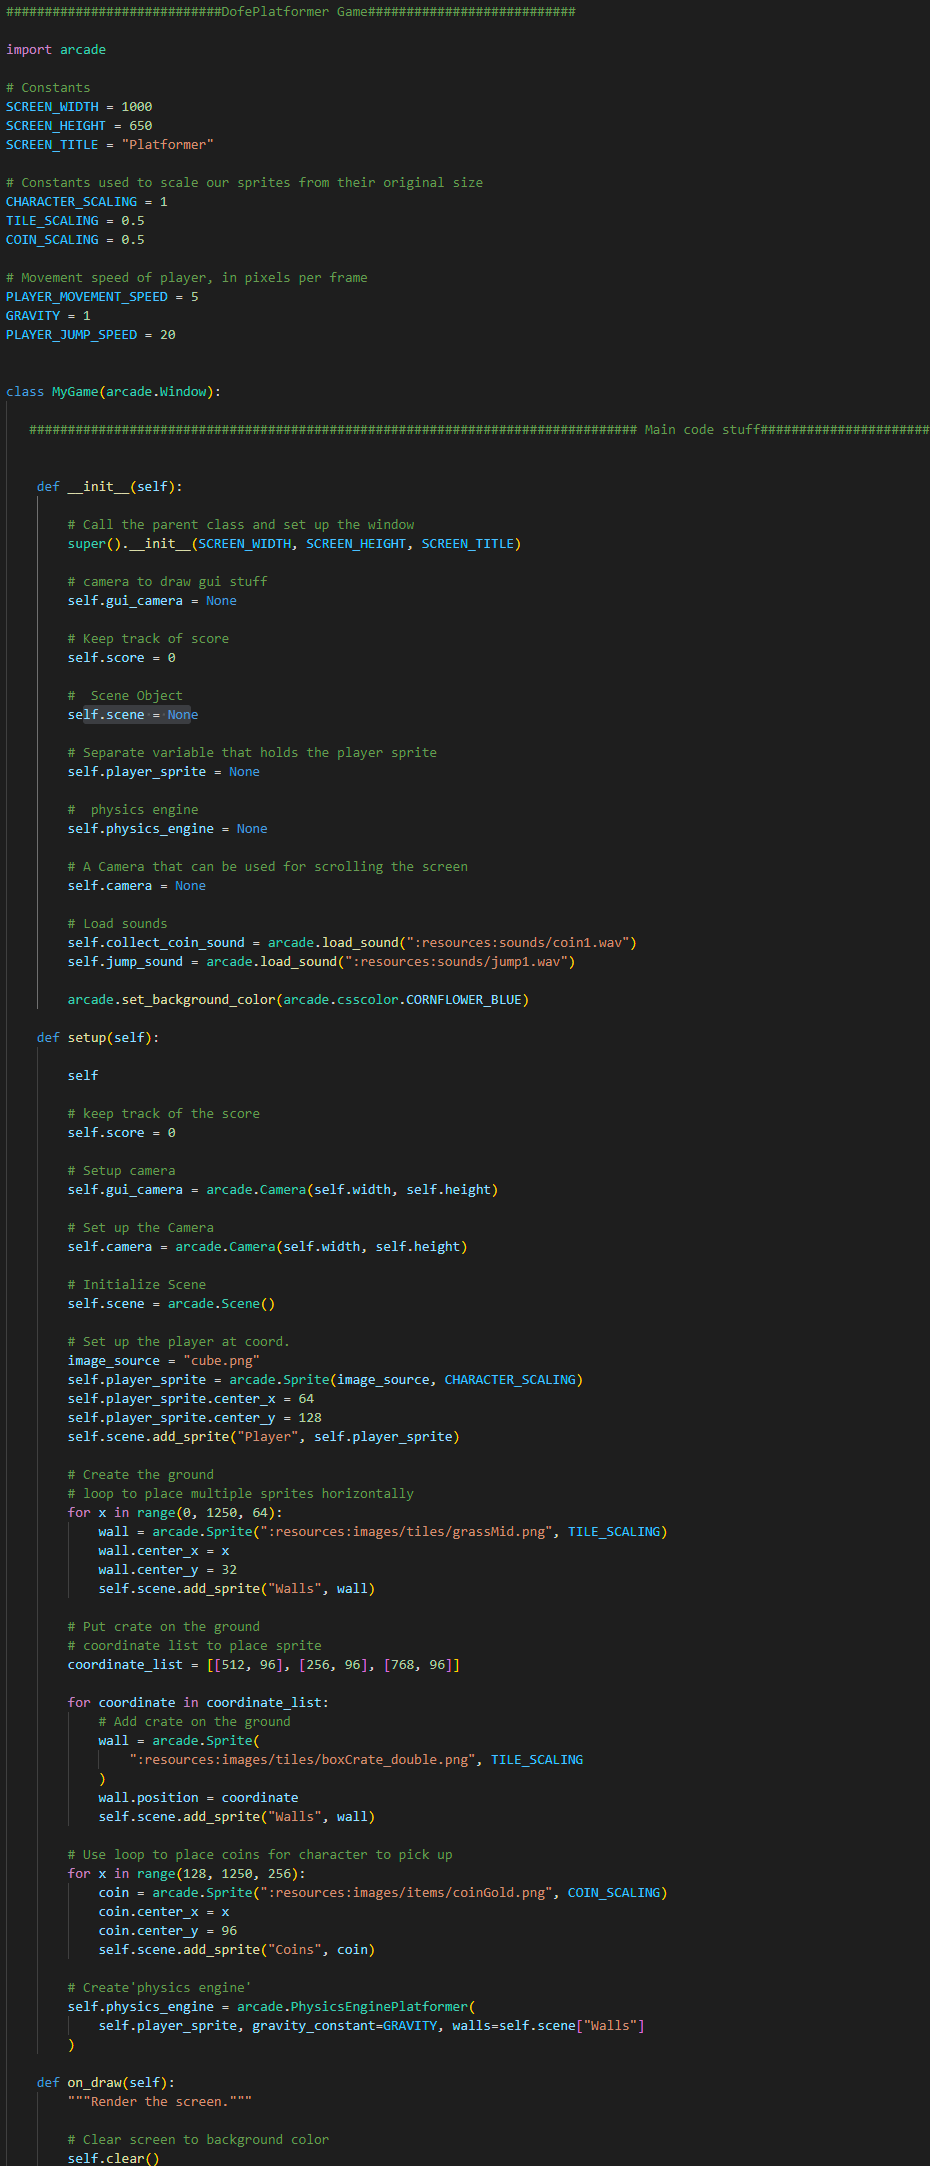 ############################DofePlatformer Game###########################
import arcade
# Constants
SCREEN_WIDTH = 1000
SCREEN_HEIGHT = 650
SCREEN_TITLE = "Platformer"
# Constants used to scale our sprites from their original size
CHARACTER_SCALING = 1
TILE_SCALING = 0.5
COIN_SCALING = 0.5
# Movement speed of player, in pixels per frame
PLAYER_MOVEMENT_SPEED = 5
GRAVITY = 1
PLAYER_JUMP_SPEED = 20
class MyGame(arcade.Window):
############################################################################### Main code stuff######################
def __init__(self):
# Call the parent class and set up the window
super().__init__(SCREEN_WIDTH, SCREEN_HEIGHT, SCREEN_TITLE)
# camera to draw gui stuff
self.gui_camera = None
# Keep track of score
self.score = 0
#  Scene Object
self.scene = None
# Separate variable that holds the player sprite
self.player_sprite = None
#  physics engine
self.physics_engine = None
# A Camera that can be used for scrolling the screen
self.camera = None
# Load sounds
self.collect_coin_sound = arcade.load_sound(":resources:sounds/coin1.wav")
self.jump_sound = arcade.load_sound(":resources:sounds/jump1.wav")
arcade.set_background_color(arcade.csscolor.CORNFLOWER_BLUE)
def setup(self):
self
# keep track of the score
self.score = 0
# Setup camera
self.gui_camera = arcade.Camera(self.width, self.height)
# Set up the Camera
self.camera = arcade.Camera(self.width, self.height)
# Initialize Scene
self.scene = arcade.Scene()
# Set up the player at coord.
image_source = "cube.png"
self.player_sprite = arcade.Sprite(image_source, CHARACTER_SCALING)
self.player_sprite.center_x = 64
self.player_sprite.center_y = 128
self.scene.add_sprite("Player", self.player_sprite)
# Create the ground
# loop to place multiple sprites horizontally
for x in range(0, 1250, 64):
wall = arcade.Sprite(":resources:images/tiles/grassMid.png", TILE_SCALING)
wall.center_x = x
wall.center_y = 32
self.scene.add_sprite("Walls", wall)
# Put crate on the ground
# coordinate list to place sprite
coordinate_list = [[512, 96], [256, 96], [768, 96]]
for coordinate in coordinate_list:
# Add crate on the ground
wall = arcade.Sprite(
":resources:images/tiles/boxCrate_double.png", TILE_SCALING
)
wall.position = coordinate
self.scene.add_sprite("Walls", wall)
# Use loop to place coins for character to pick up
for x in range(128, 1250, 256):
coin = arcade.Sprite(":resources:images/items/coinGold.png", COIN_SCALING)
coin.center_x = x
coin.center_y = 96
self.scene.add_sprite("Coins", coin)
# Create'physics engine'
self.physics_engine = arcade.PhysicsEnginePlatformer(
self.player_sprite, gravity_constant=GRAVITY, walls=self.scene["Walls"]
)
def on_draw(self):
"""Render the screen."""
# Clear screen to background color
self.clear()